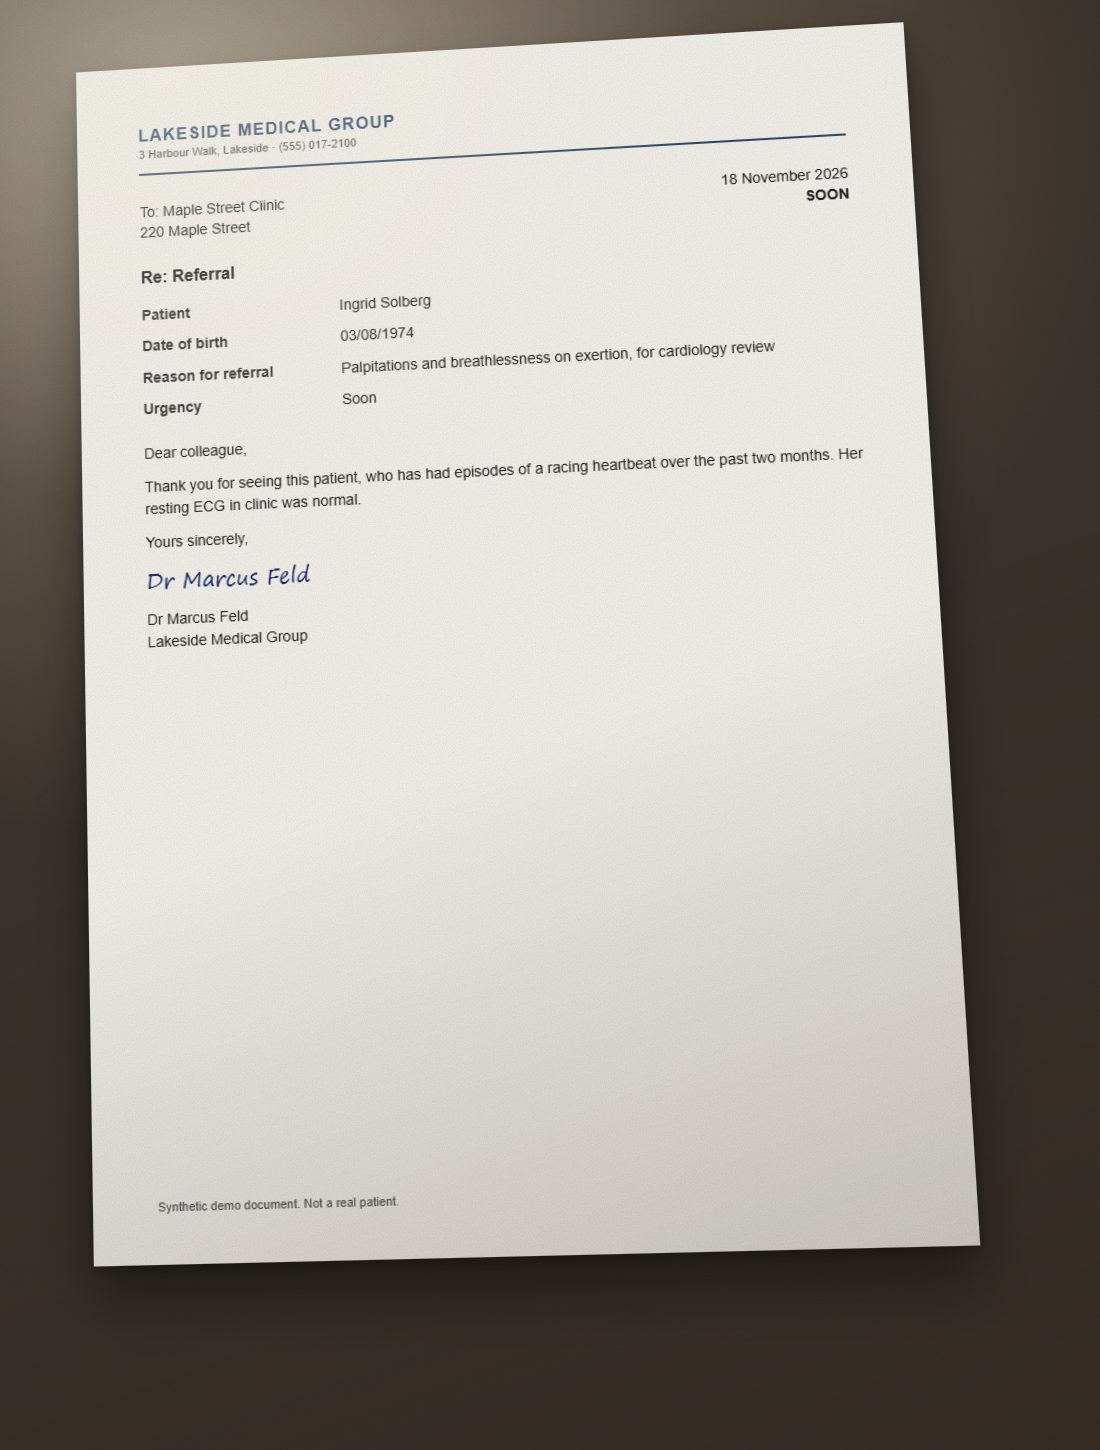 LAKESIDE MEDICAL GROUP
3 Harbour Walk, Lakeside · (555) 017-2100
18 November 2026
SOON
To: Maple Street Clinic
220 Maple Street
Re: Referral
Patient Ingrid Solberg
Date of birth 03/08/1974
Reason for referral Palpitations and breathlessness on exertion, for cardiology review
Urgency Soon
Dear colleague,
Thank you for seeing this patient, who has had episodes of a racing heartbeat over the past two months. Her
resting ECG in clinic was normal.
Yours sincerely,
Dr Marcus Feld
Dr Marcus Feld
Lakeside Medical Group
Synthetic demo document. Not a real patient.